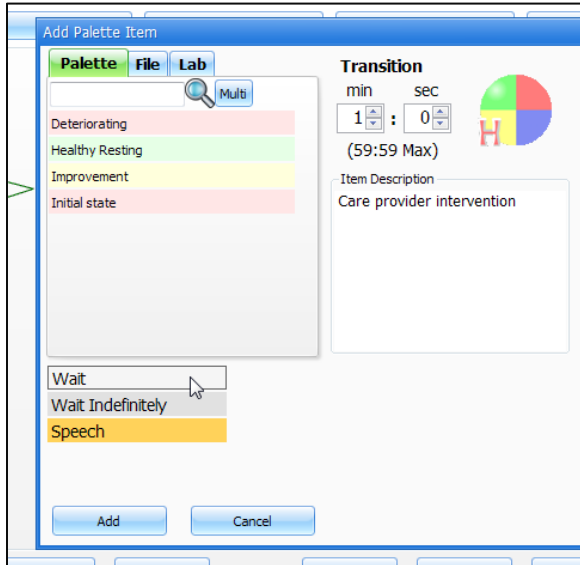 Add Palette Item
Palette File Lab
Multi
Deteriorating
Healthy Resting
Improvement
Initial state
Wait
Wait Indefinitely
Speech
Add Cancel
Transition
min sec
1 : 0
(59:59 Max)
H
Item Description
Care provider intervention